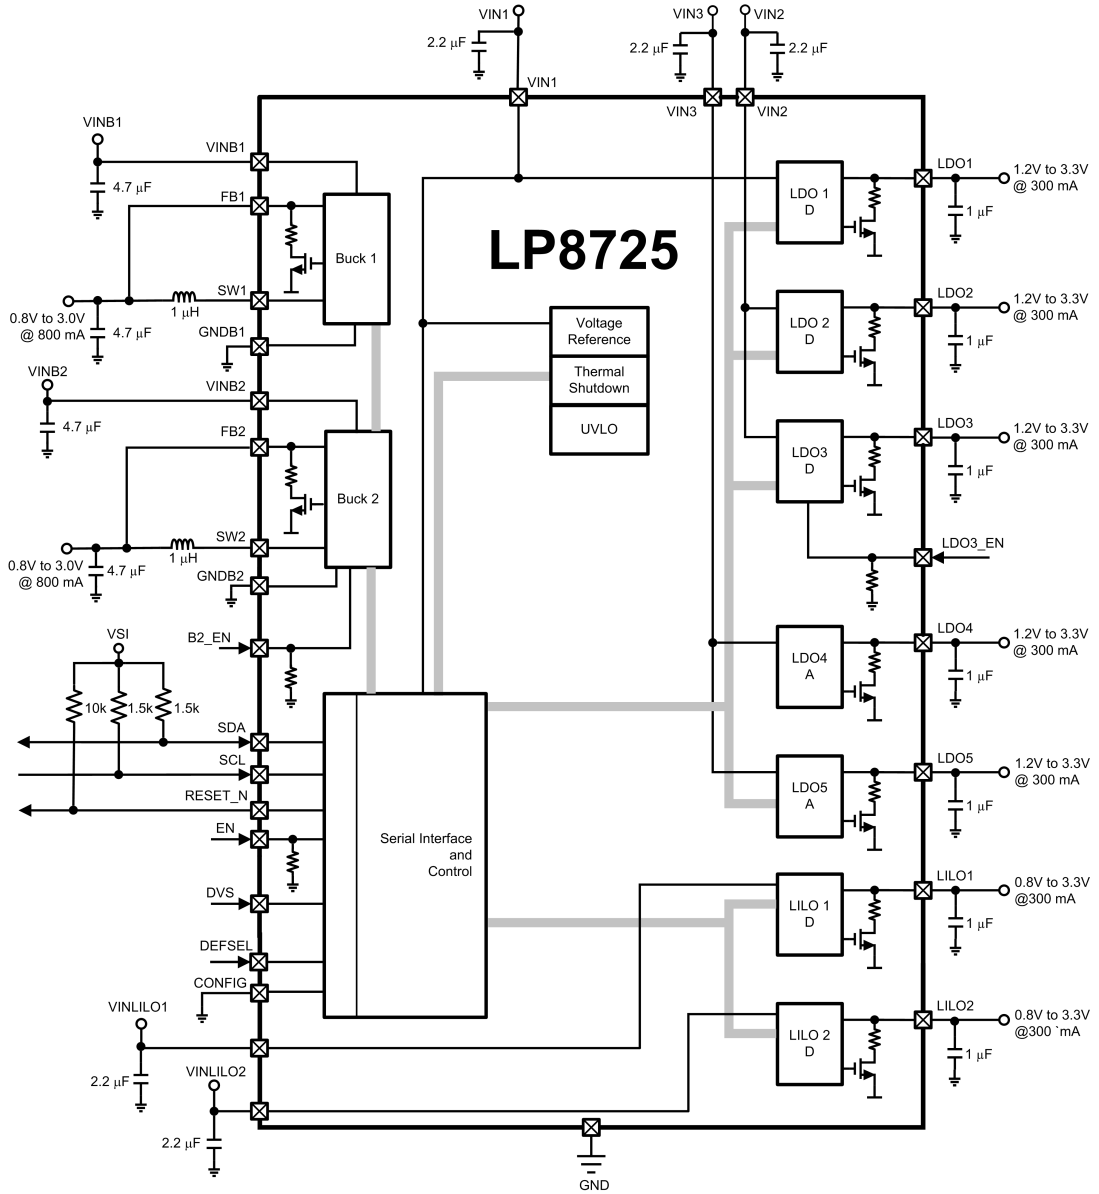 VIN1
VIN3
VIN2
2.2 μF
2.2 μF
2.2 μF
VIN1
VIN3
VIN2
VINB1
VINB1
4.7 μF
FB1
Buck 1
SW1
1 μH
0.8V to 3.0V
@ 800 mA
4.7 μF
GNDB1
VINB2
VINB2
4.7 μF
FB2
Buck 2
SW2
1 μH
0.8V to 3.0V
@ 800 mA
4.7 μF
GNDB2
B2_EN
VSI
10k
1.5k
1.5k
SDA
SCL
RESET_N
EN
DVS
DEFSEL
CONFIG
VINLILO1
2.2 μF
VINLILO2
2.2 μF
LP8725
Voltage
Reference
Thermal
Shutdown
UVLO
Serial Interface
and
Control
LDO 1
D
LDO1
1.2V to 3.3V
@ 300 mA
1 μF
LDO 2
D
LDO2
1.2V to 3.3V
@ 300 mA
1 μF
LDO3
D
LDO3
1.2V to 3.3V
@ 300 mA
1 μF
LDO3_EN
LDO4
A
LDO4
1.2V to 3.3V
@ 300 mA
1 μF
LDO5
A
LDO5
1.2V to 3.3V
@ 300 mA
1 μF
LILO 1
D
LILO1
0.8V to 3.3V
@300 mA
1 μF
LILO 2
D
LILO2
0.8V to 3.3V
@300 `mA
1 μF
GND